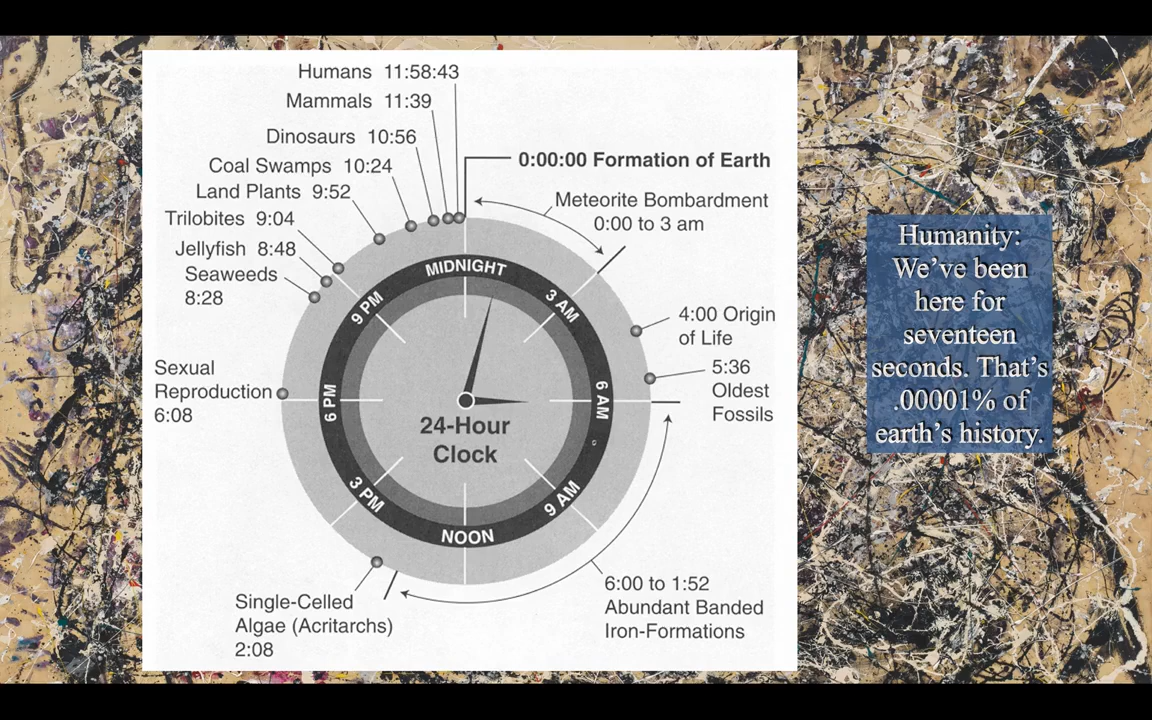 Humans 11:58:43
Mammals 11:39
Dinosaurs 10:56
Coal Swamps 10:24
Land Plants 9:52
Trilobites 9:04
Jellyfish 8:48
Seaweeds
8:28
Sexual
Reproduction
6:08
Single-Celled
Algae (Acritarchs)
2:08
0:00:00 Formation of Earth
Meteorite Bombardment
0:00 to 3 am
4:00 Origin
of Life
5:36
Oldest
Fossils
6:00 to 1:52
Abundant Banded
Iron-Formations
MIDNIGHT
3 AM
6 AM
9 AM
NOON
3 PM
6 PM
9 PM
24-Hour
Clock
Humanity:
We’ve been
here for
seventeen
seconds. That’s
.00001% of
earth’s history.